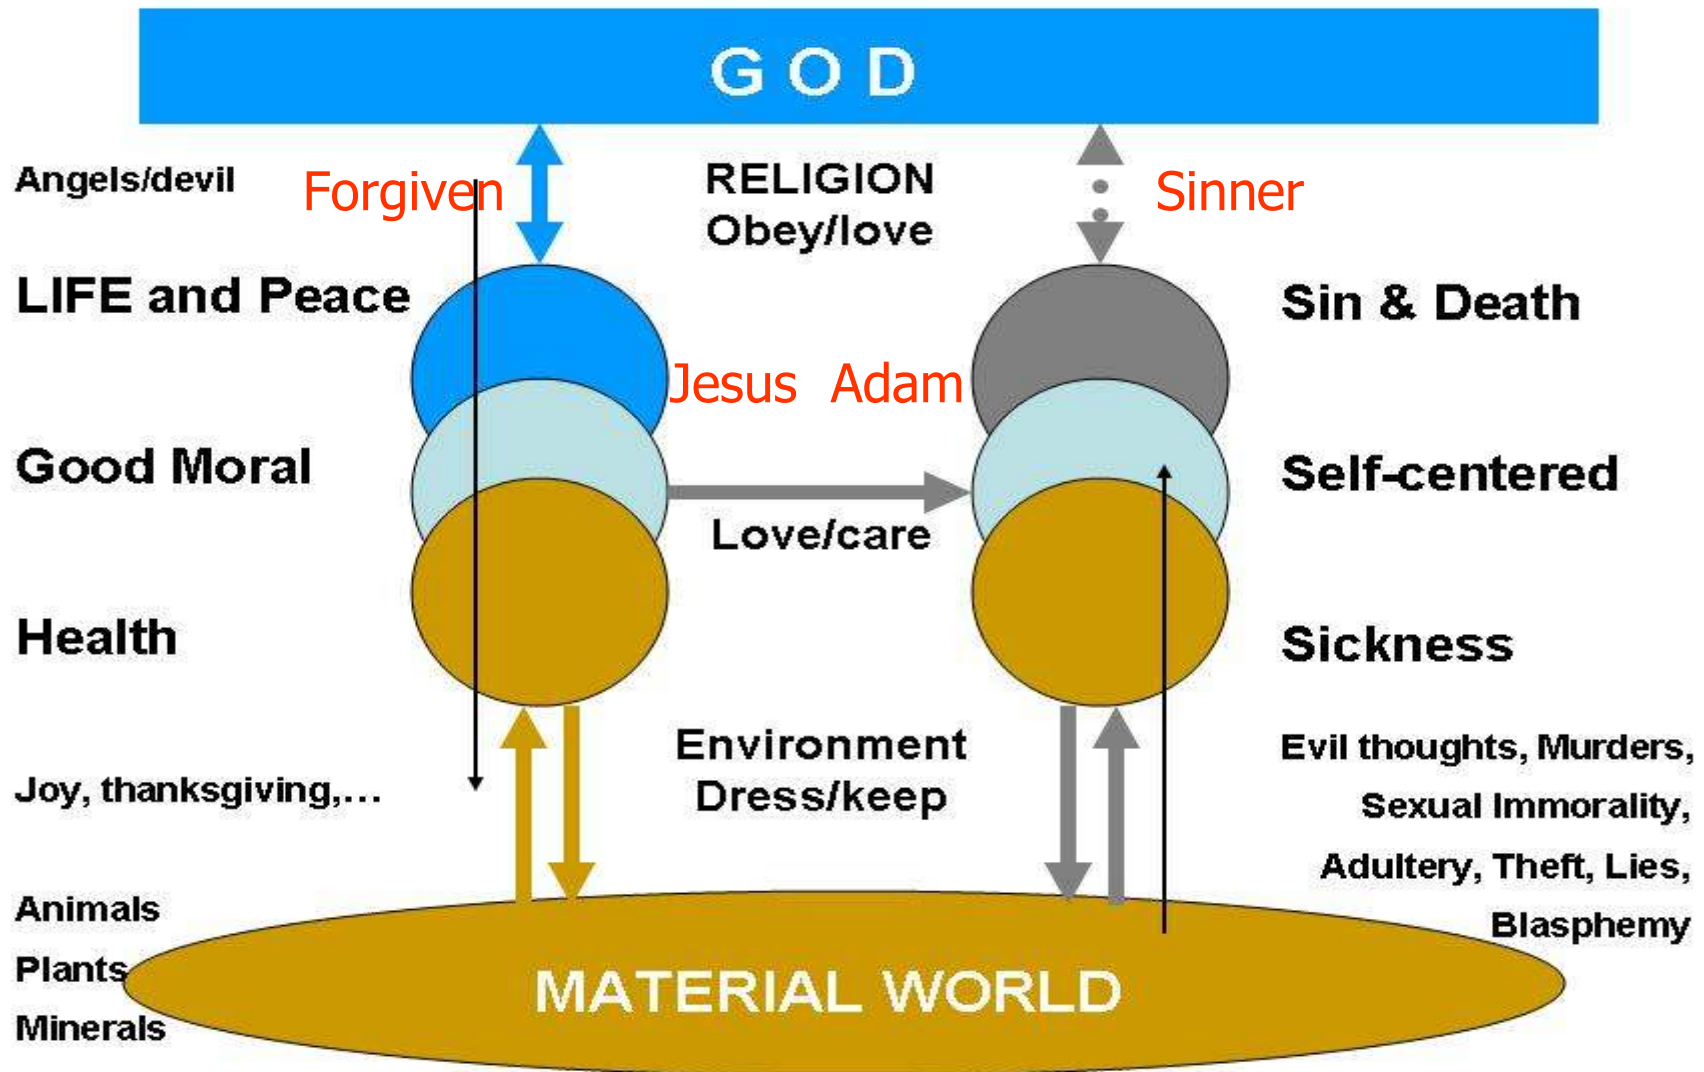 G O D
Angels/devil
Forgiven
RELIGION
Obey/love
Sinner
LIFE and Peace
Sin & Death
Jesus Adam
Good Moral
Self-centered
Love/care
Health
Sickness
Environment
Dress/keep
Joy, thanksgiving,...
Evil thoughts, Murders,
Sexual Immorality,
Adultery, Theft, Lies,
Blasphemy
Animals
Plants
Minerals
MATERIAL WORLD